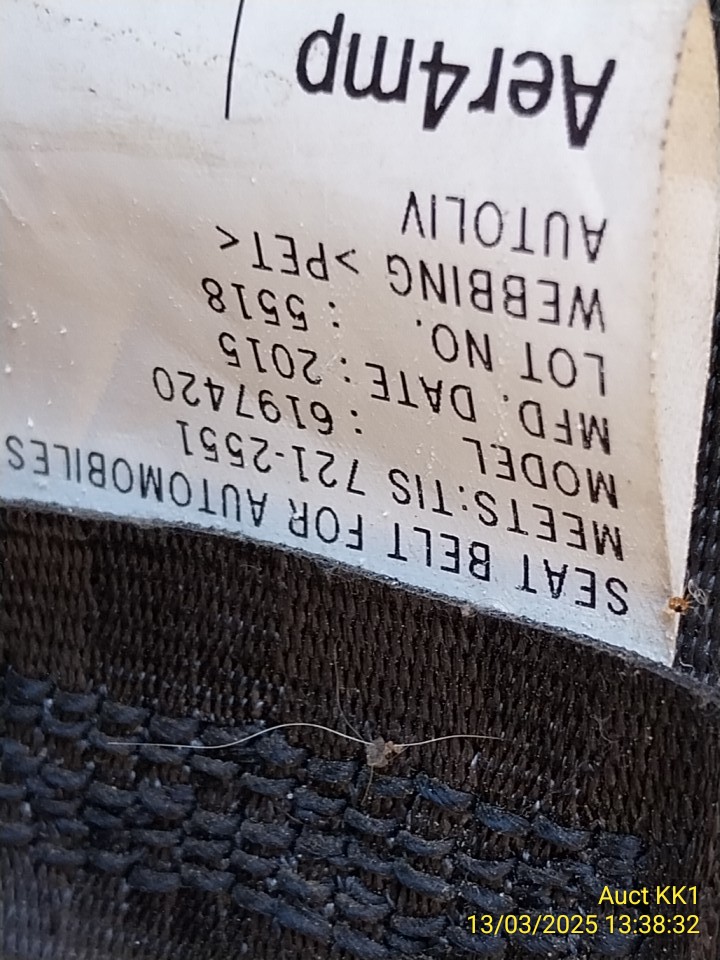 SEAT BELT FOR AUTOMOBILES
MEETS:TIS 721-2551
MODEL : 6197420
MFD. DATE : 2015
LOT NO. : 5518
WEBBING >PET<
AUTOLIV
Aer4mp
Auct KK1
13/03/2025 13:38:32